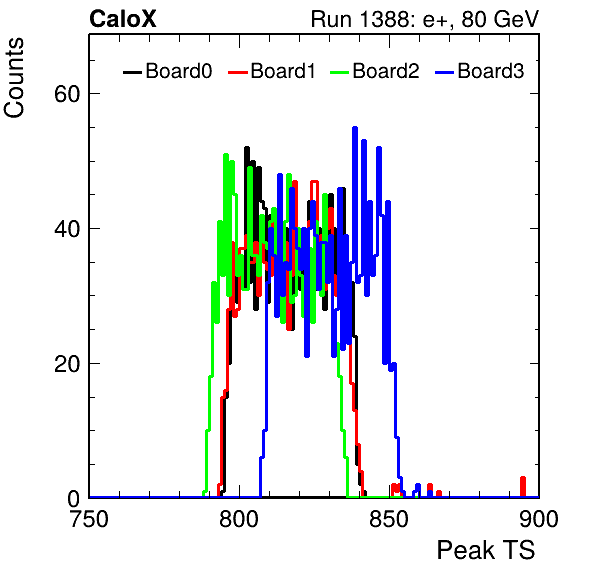 CaloX Run 1388: e+, 80 GeV
Counts
Board0 Board1 Board2 Board3
60
40
20
0
750 800 850 900
Peak TS